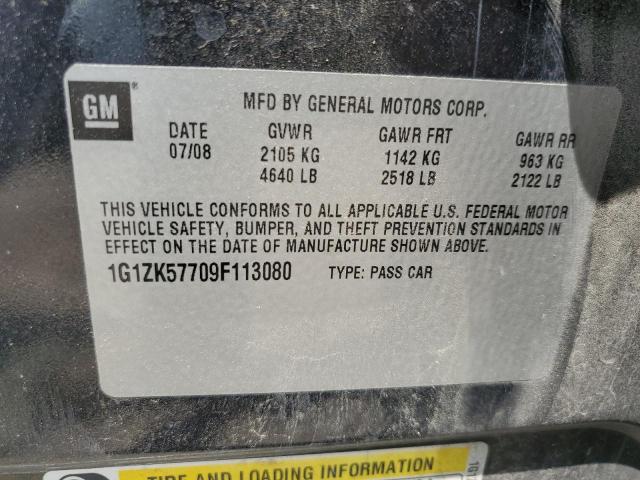 GM®
MFD BY GENERAL MOTORS CORP.
DATE GVWR GAWR FRT GAWR RR
07/08 2105 KG 1142 KG 963 KG
4640 LB 2518 LB 2122 LB
THIS VEHICLE CONFORMS TO ALL APPLICABLE U.S. FEDERAL MOTOR
VEHICLE SAFETY, BUMPER, AND THEFT PREVENTION STANDARDS IN
EFFECT ON THE DATE OF MANUFACTURE SHOWN ABOVE.
1G1ZK57709F113080 TYPE: PASS CAR
TIRE AND LOADING INFORMATION